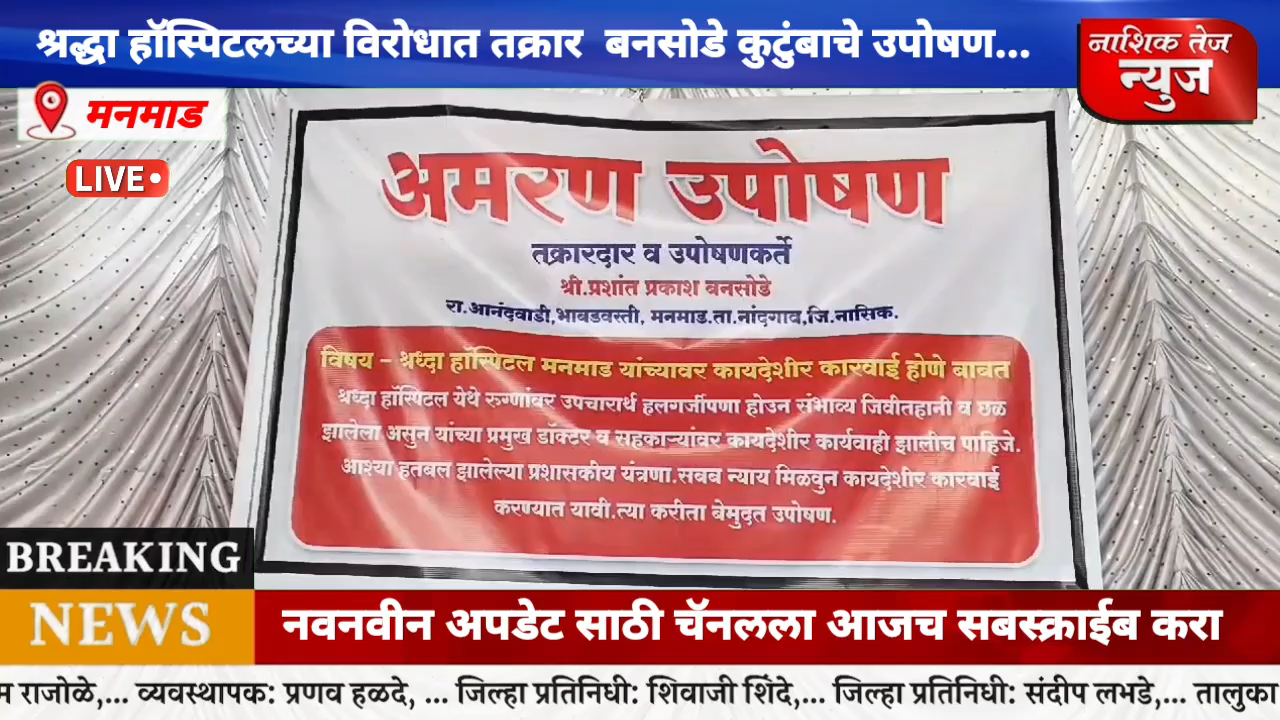 श्रद्धा हॉस्पिटलच्या विरोधात तक्रार बनसोडे कुटुंबाचे उपोषण...
नाशिक तेज
न्युज
मनमाड
LIVE
अमरण उपोषण
तक्रारदार व उपोषणकर्ते
श्री.प्रशांत प्रकाश बनसोडे
रा.आनंदवाडी,भाबडवस्ती, मनमाड.ता.नांदगाव,जि.नासिक.
विषय – श्रध्दा हॉस्पिटल मनमाड यांच्यावर कायदेशीर कारवाई होणे बाबत
श्रध्दा हॉस्पिटल येथे रुग्णांवर उपचारार्थ हलगर्जीपणा होउन संभाव्य जिवीतहानी व छळ
झालेला असुन यांच्या प्रमुख डॉक्टर व सहकाऱ्यांवर कायदेशीर कार्यवाही झालीच पाहिजे.
आश्या हतबल झालेल्या प्रशासकीय यंत्रणा.सबब न्याय मिळवुन कायदेशीर कारवाई
करण्यात यावी.त्या करीता बेमुदत उपोषण.
BREAKING
NEWS
नवनवीन अपडेट साठी चॅनलला आजच सबस्क्राईब करा
म राजोळे,... व्यवस्थापक: प्रणव हळदे, ... जिल्हा प्रतिनिधी: शिवाजी शिंदे,... जिल्हा प्रतिनिधी: संदीप लभडे,... तालुका